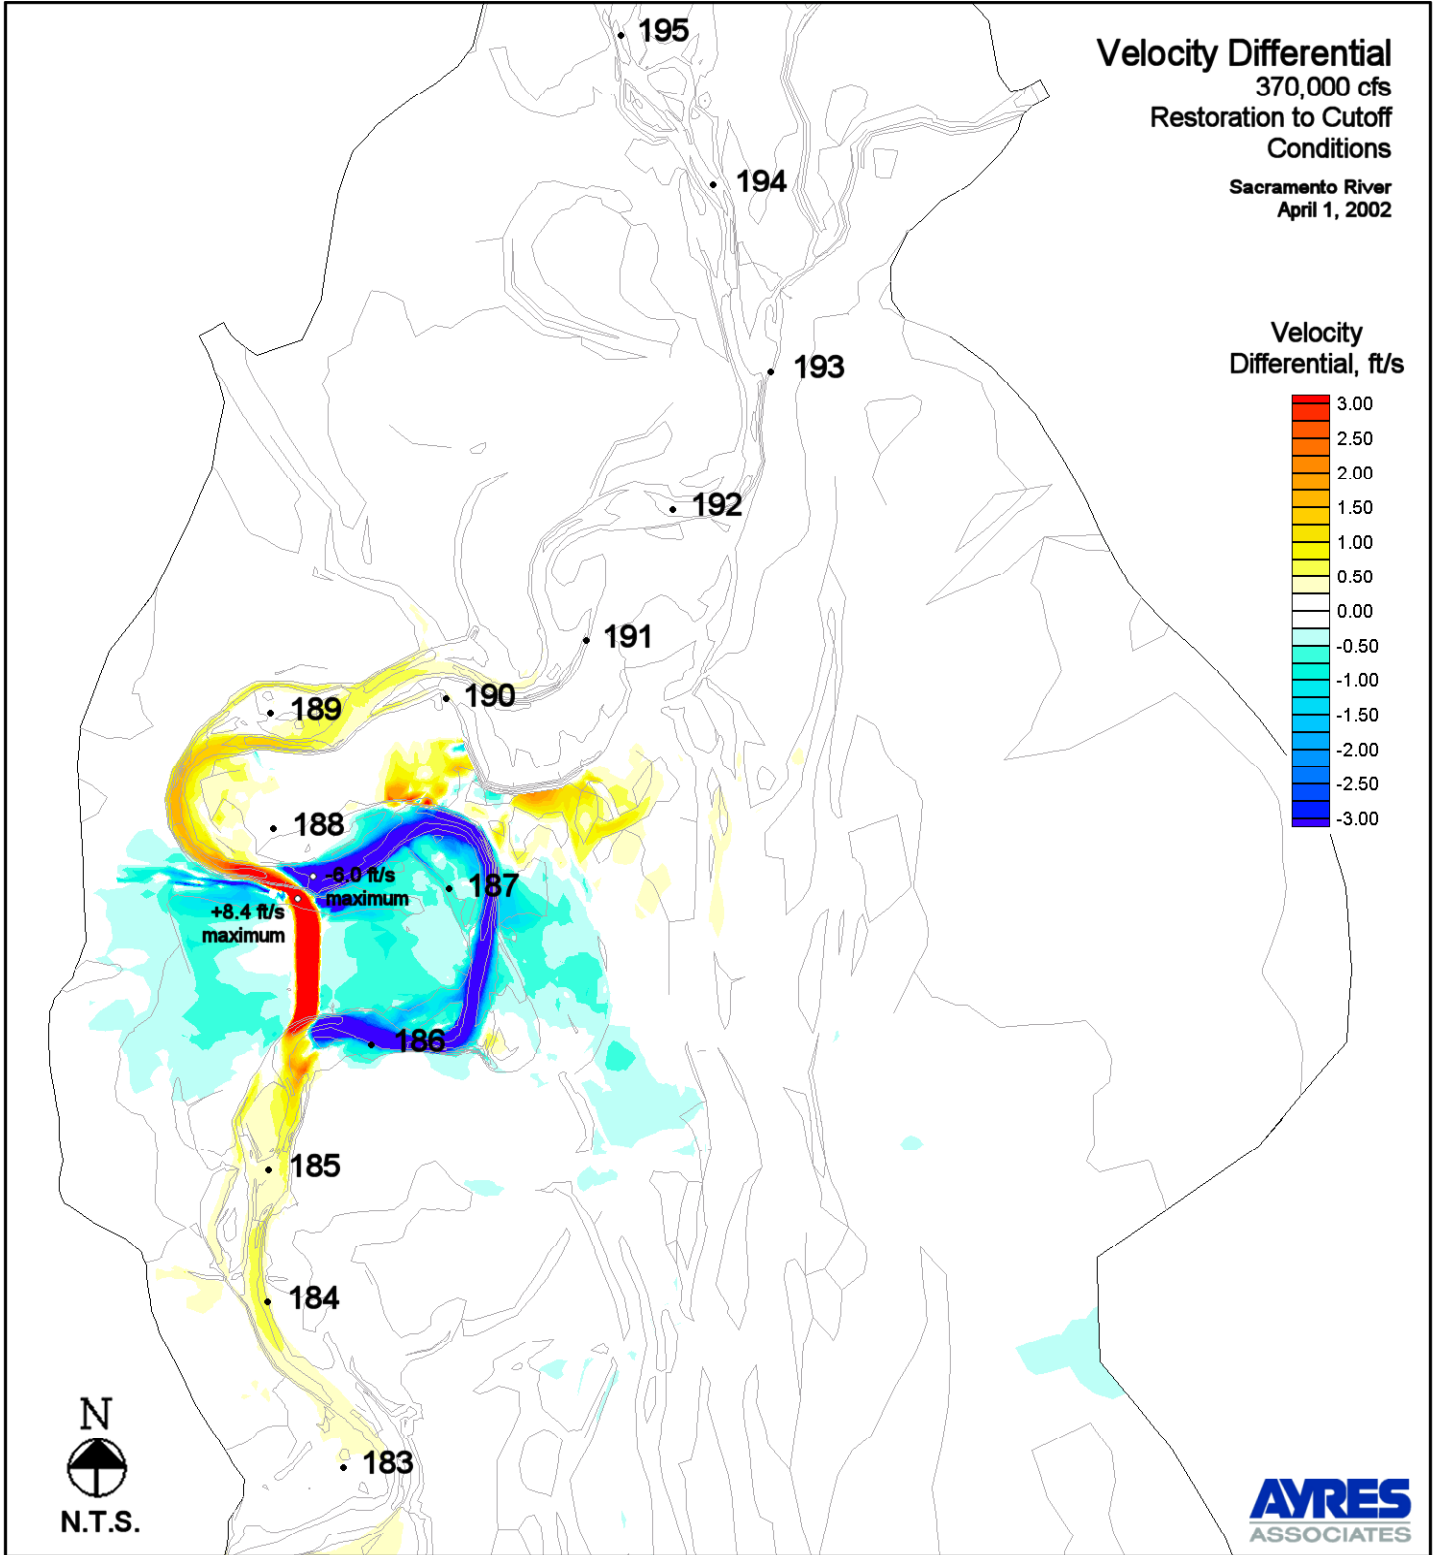 Velocity Differential
370,000 cfs
Restoration to Cutoff
Conditions
Sacramento River
April 1, 2002
Velocity
Differential, ft/s
3.00
2.50
2.00
1.50
1.00
0.50
0.00
-0.50
-1.00
-1.50
-2.00
-2.50
-3.00
195
194
193
192
191
190
189
188
-6.0 ft/s
maximum
187
+8.4 ft/s
maximum
186
185
184
183
N
N.T.S.
AYRES
ASSOCIATES